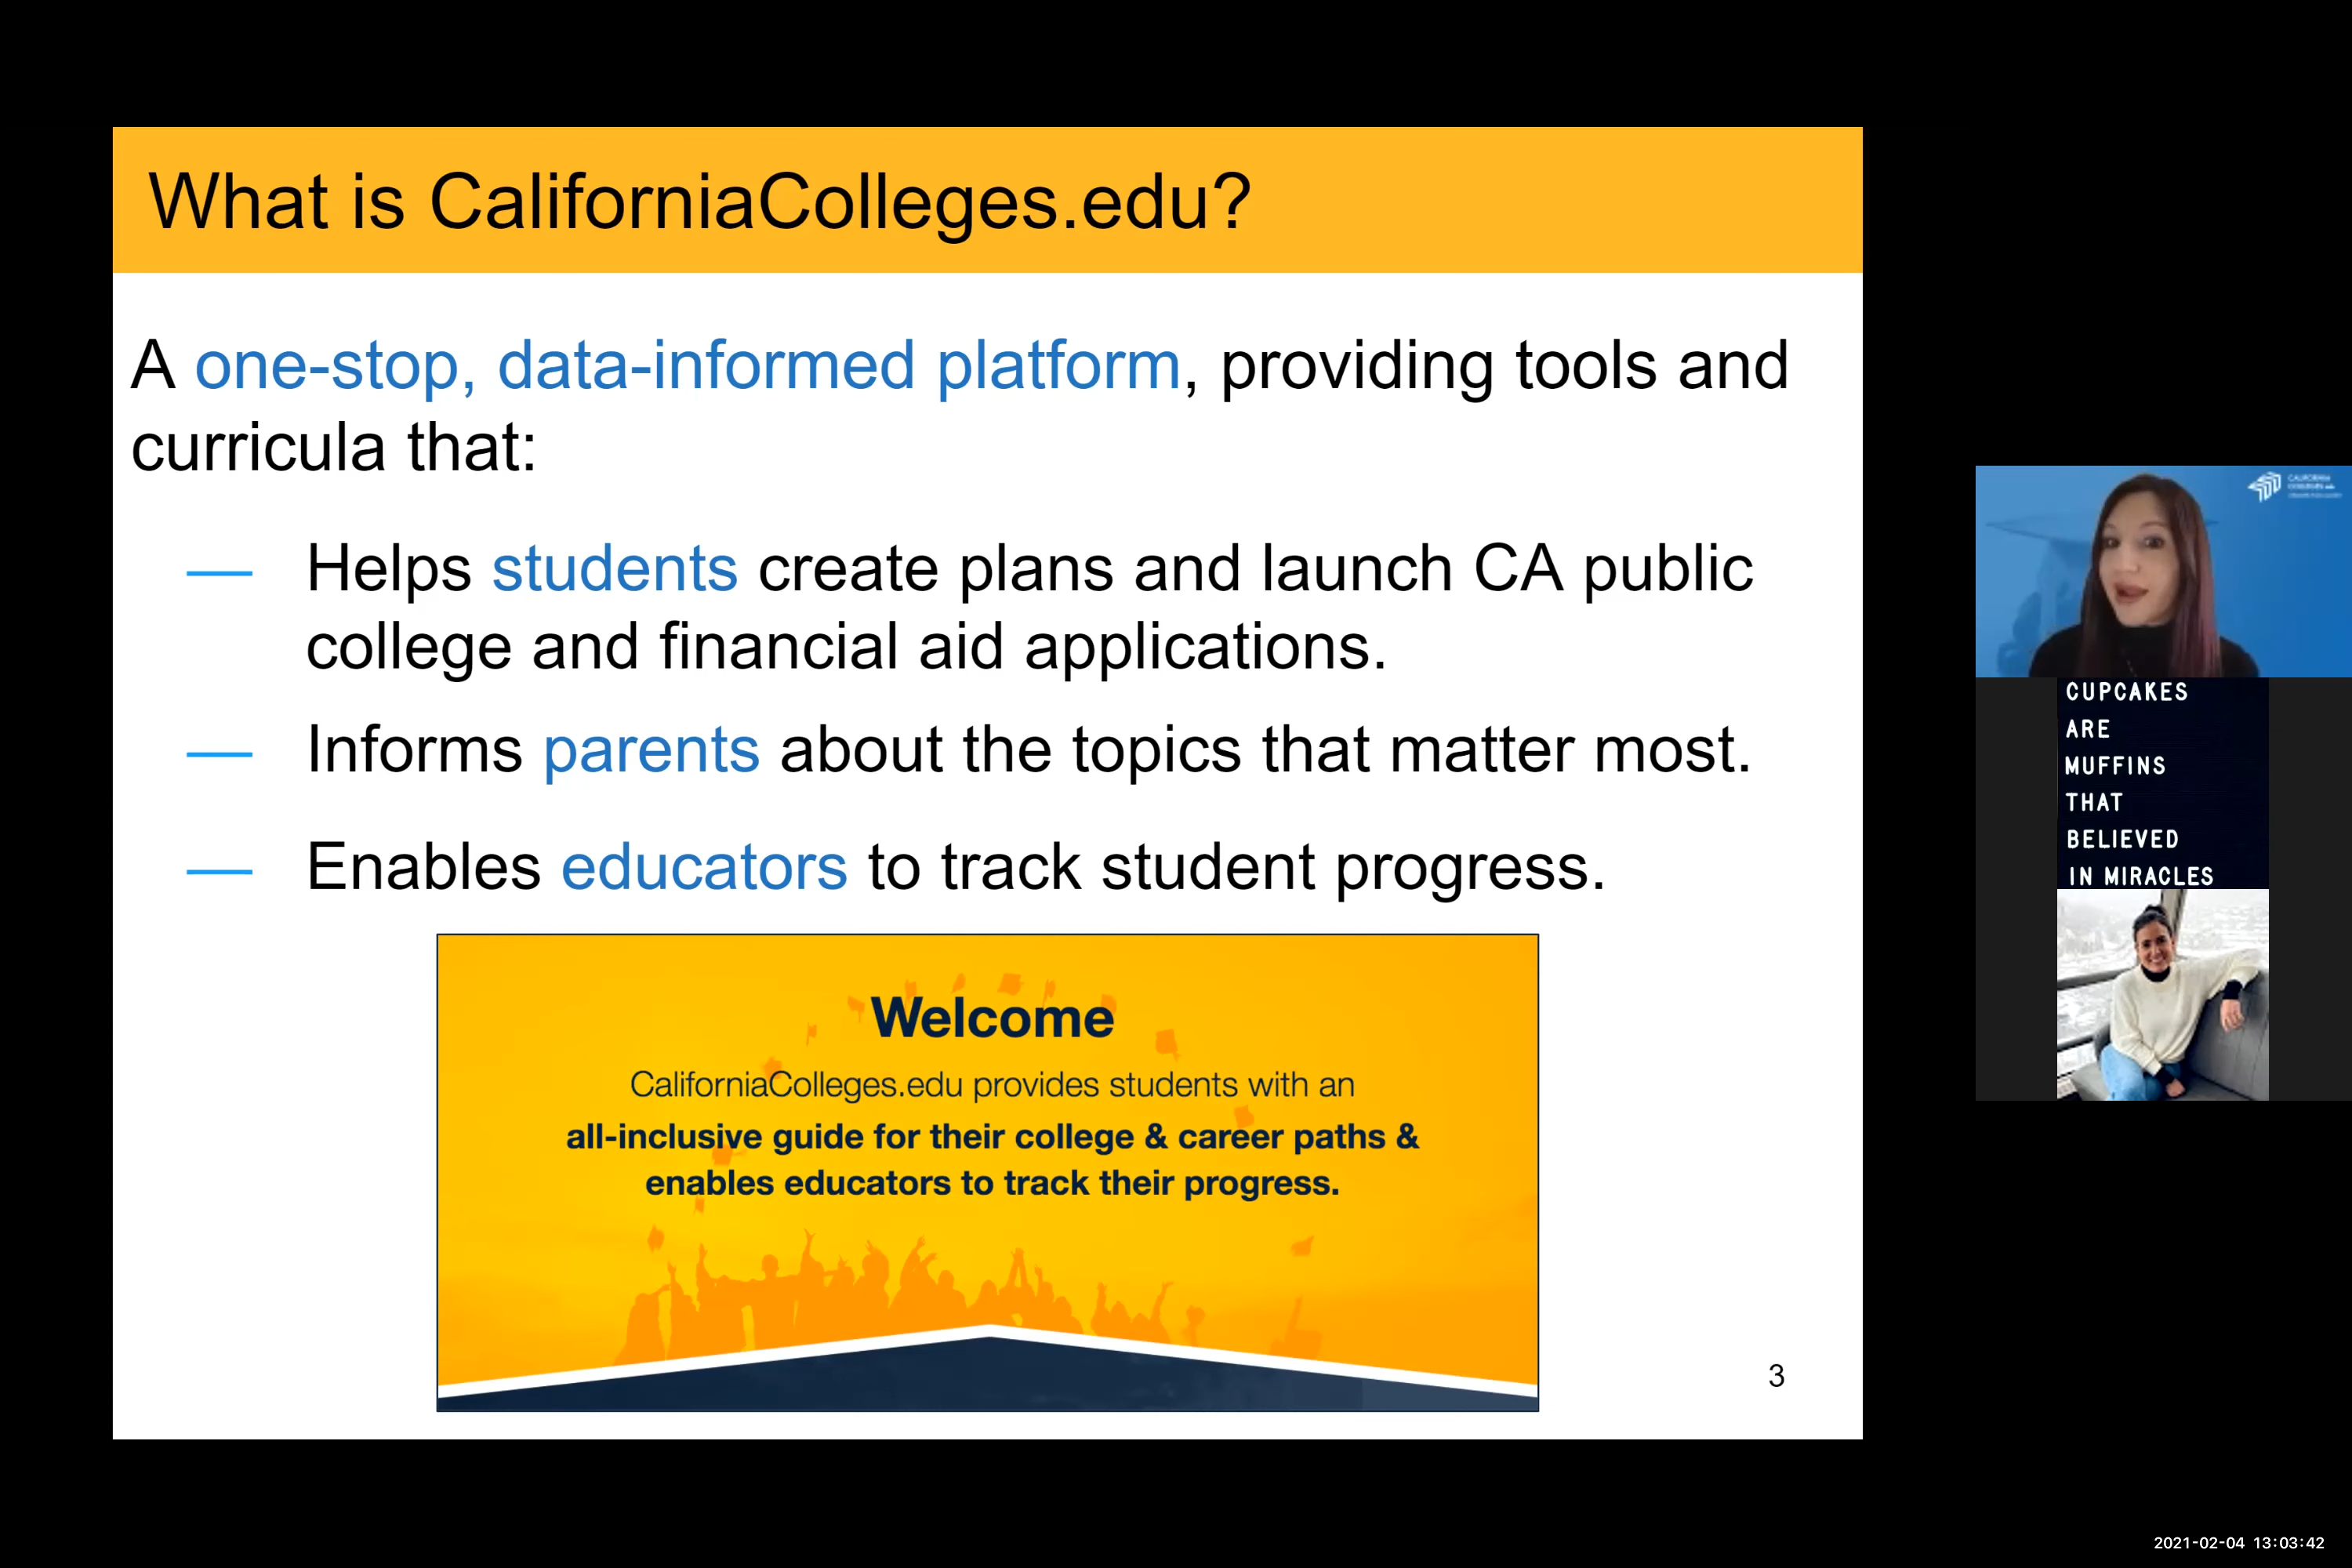 What is CaliforniaColleges.edu?
A one-stop, data-informed platform, providing tools and
curricula that:
— Helps students create plans and launch CA public
college and financial aid applications.
— Informs parents about the topics that matter most.
— Enables educators to track student progress.
Welcome
CaliforniaColleges.edu provides students with an
all-inclusive guide for their college & career paths &
enables educators to track their progress.
3
CALIFORNIA
COLLEGES.edu
CUPCAKES
ARE
MUFFINS
THAT
BELIEVED
IN MIRACLES
2021-02-04 13:03:42